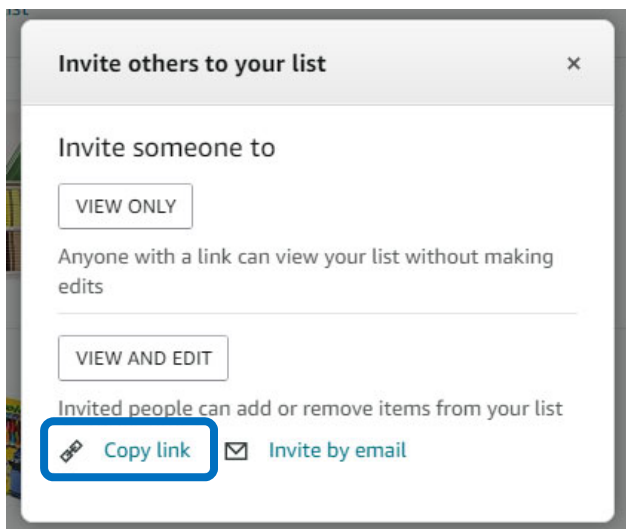 Invite others to your list
Invite someone to
VIEW ONLY
Anyone with a link can view your list without making
edits
VIEW AND EDIT
Invited people can add or remove items from your list
Copy link Invite by email